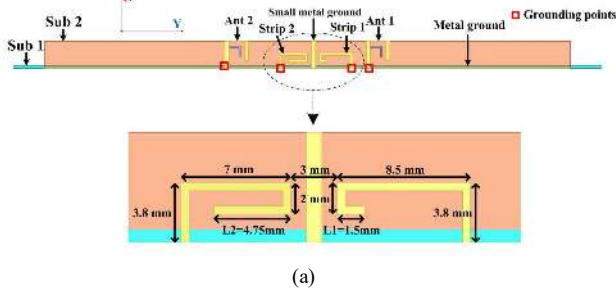 Small metal ground
Sub 2
Ant 2
Strip 2
Strip 1
Ant 1
Metal ground
Grounding points
Sub 1
Y
7 mm
3 mm
8.5 mm
3.8 mm
2 mm
3.8 mm
L2=4.75mm
L1=1.5mm
(a)